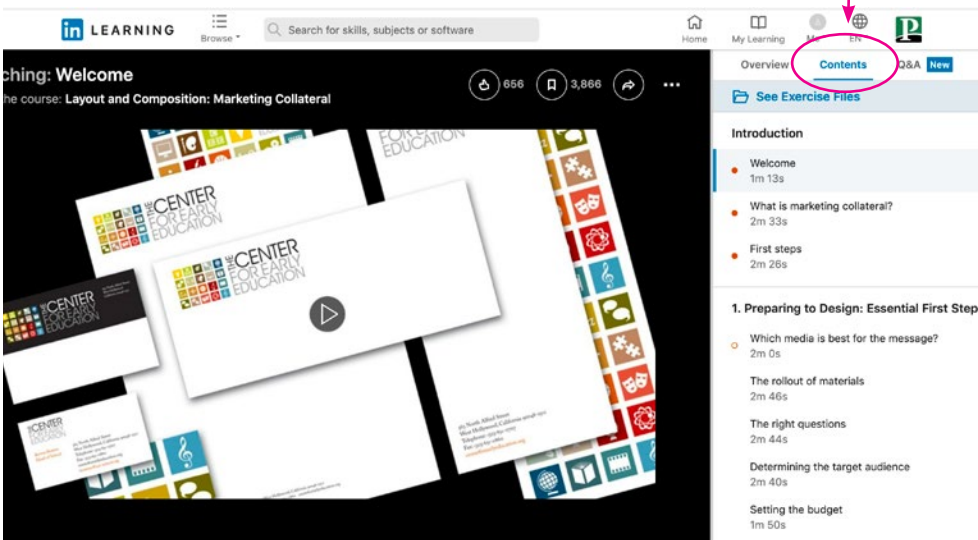 in LEARNING
Browse
Search for skills, subjects or software
Home
My Learning
Me
EN
P
ching: Welcome
he course: Layout and Composition: Marketing Collateral
656
3,866
Overview
Contents
Q&A New
See Exercise Files
Introduction
Welcome
1m 13s
What is marketing collateral?
2m 33s
First steps
2m 26s
1. Preparing to Design: Essential First Step
Which media is best for the message?
2m 0s
The rollout of materials
2m 46s
The right questions
2m 44s
Determining the target audience
2m 40s
Setting the budget
1m 50s
EDUCATION
THE CENTER
FOR EARLY
EDUCATION
THE CENTER
FOR EARLY
EDUCATION
THE CENTER
FOR EARLY
EDUCATION
THE CENTER
FOR EARLY
EDUCATION